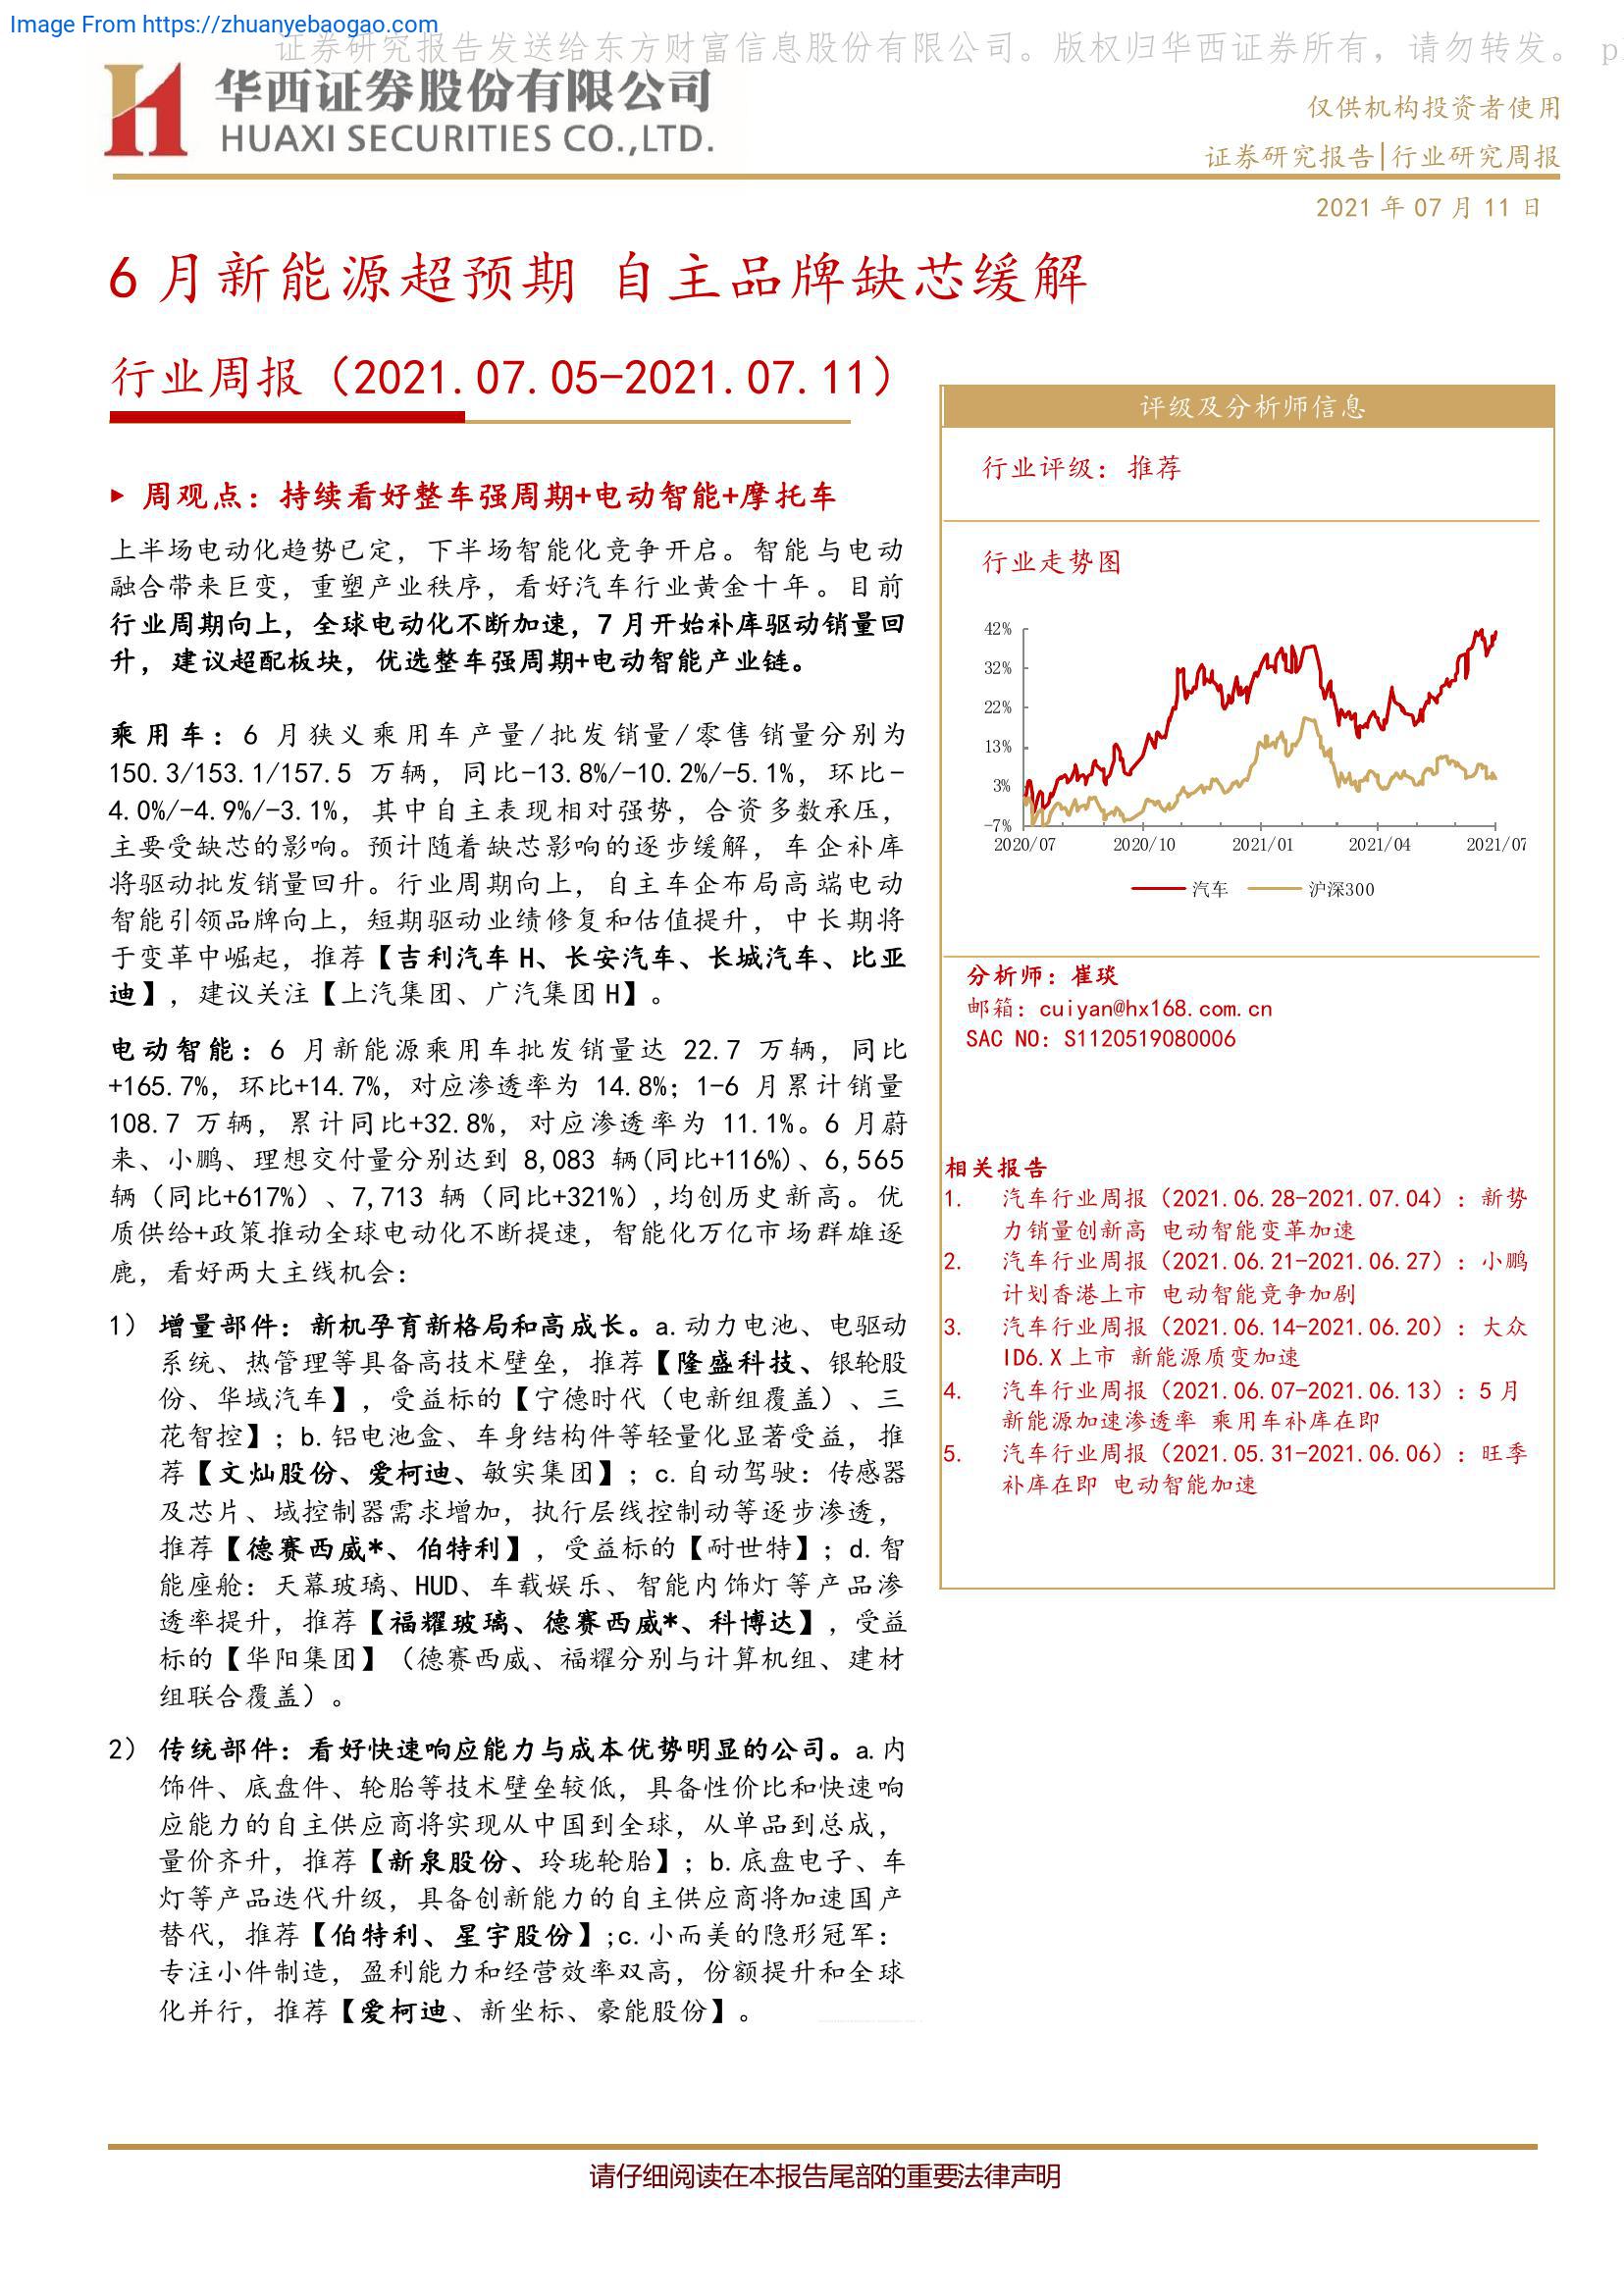 Image From https://zhuanyebaogao.com
证券研究报告发送给东方财富信息股份有限公司。版权归华西证券所有，请勿转发。 p
华西证券股份有限公司
HUAXI SECURITIES CO.,LTD.
仅供机构投资者使用
证券研究报告|行业研究周报
2021 年 07 月 11 日
6 月新能源超预期 自主品牌缺芯缓解
行业周报（2021.07.05-2021.07.11）
周观点：持续看好整车强周期+电动智能+摩托车
上半场电动化趋势已定，下半场智能化竞争开启。智能与电动
融合带来巨变，重塑产业秩序，看好汽车行业黄金十年。目前
行业周期向上，全球电动化不断加速，7 月开始补库驱动销量回
升，建议超配板块，优选整车强周期+电动智能产业链。
乘用车：6 月狭义乘用车产量/批发销量/零售销量分别为
150.3/153.1/157.5 万辆，同比-13.8%/-10.2%/-5.1%，环比-
4.0%/-4.9%/-3.1%，其中自主表现相对强势，合资多数承压，
主要受缺芯的影响。预计随着缺芯影响的逐步缓解，车企补库
将驱动批发销量回升。行业周期向上，自主车企布局高端电动
智能引领品牌向上，短期驱动业绩修复和估值提升，中长期将
于变革中崛起，推荐【吉利汽车 H、长安汽车、长城汽车、比亚
迪】，建议关注【上汽集团、广汽集团 H】。
电动智能：6 月新能源乘用车批发销量达 22.7 万辆，同比
+165.7%，环比+14.7%，对应渗透率为 14.8%；1-6 月累计销量
108.7 万辆，累计同比+32.8%，对应渗透率为 11.1%。6 月蔚
来、小鹏、理想交付量分别达到 8,083 辆(同比+116%)、6,565
辆（同比+617%）、7,713 辆（同比+321%）,均创历史新高。优
质供给+政策推动全球电动化不断提速，智能化万亿市场群雄逐
鹿，看好两大主线机会：
1） 增量部件：新机孕育新格局和高成长。a.动力电池、电驱动
系统、热管理等具备高技术壁垒，推荐【隆盛科技、银轮股
份、华域汽车】，受益标的【宁德时代（电新组覆盖）、三
花智控】；b.铝电池盒、车身结构件等轻量化显著受益，推
荐【文灿股份、爱柯迪、敏实集团】；c.自动驾驶：传感器
及芯片、域控制器需求增加，执行层线控制动等逐步渗透，
推荐【德赛西威*、伯特利】，受益标的【耐世特】；d.智
能座舱：天幕玻璃、HUD、车载娱乐、智能内饰灯等产品渗
透率提升，推荐【福耀玻璃、德赛西威*、科博达】，受益
标的【华阳集团】（德赛西威、福耀分别与计算机组、建材
组联合覆盖）。
2） 传统部件：看好快速响应能力与成本优势明显的公司。a.内
饰件、底盘件、轮胎等技术壁垒较低，具备性价比和快速响
应能力的自主供应商将实现从中国到全球，从单品到总成，
量价齐升，推荐【新泉股份、玲珑轮胎】；b.底盘电子、车
灯等产品迭代升级，具备创新能力的自主供应商将加速国产
替代，推荐【伯特利、星宇股份】;c.小而美的隐形冠军：
专注小件制造，盈利能力和经营效率双高，份额提升和全球
化并行，推荐【爱柯迪、新坐标、豪能股份】。
评级及分析师信息
行业评级：推荐
行业走势图
42%
32%
22%
13%
3%
-7%
2020/07 2020/10 2021/01 2021/04 2021/07
汽车 沪深300
分析师：崔琰
邮箱：cuiyan@hx168.com.cn
SAC NO：S1120519080006
相关报告
1. 汽车行业周报（2021.06.28-2021.07.04）：新势
力销量创新高 电动智能变革加速
2. 汽车行业周报（2021.06.21-2021.06.27）：小鹏
计划香港上市 电动智能竞争加剧
3. 汽车行业周报（2021.06.14-2021.06.20）：大众
ID6.X 上市 新能源质变加速
4. 汽车行业周报（2021.06.07-2021.06.13）：5 月
新能源加速渗透率 乘用车补库在即
5. 汽车行业周报（2021.05.31-2021.06.06）：旺季
补库在即 电动智能加速
请仔细阅读在本报告尾部的重要法律声明